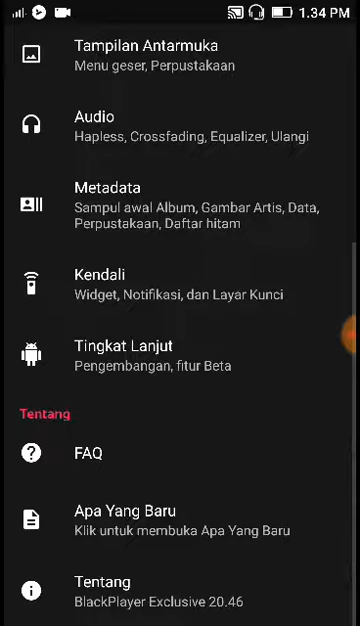 1.34 PM
Tampilan Antarmuka
Menu geser, Perpustakaan
Audio
Hapless, Crossfading, Equalizer, Ulangi
Metadata
Sampul awal Album, Gambar Artis, Data,
Perpustakaan, Daftar hitam
Kendali
Widget, Notifikasi, dan Layar Kunci
Tingkat Lanjut
Pengembangan, fitur Beta
Tentang
FAQ
Apa Yang Baru
Klik untuk membuka Apa Yang Baru
Tentang
BlackPlayer Exclusive 20.46